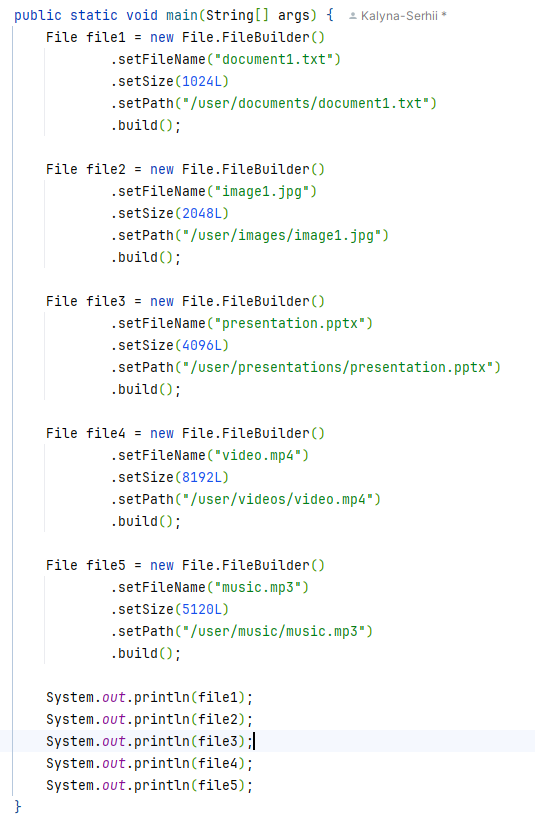 public static void main(String[] args) { Kalyna-Serhii *
File file1 = new File.FileBuilder()
.setFileName("document1.txt")
.setSize(1024L)
.setPath("/user/documents/document1.txt")
.build();
File file2 = new File.FileBuilder()
.setFileName("image1.jpg")
.setSize(2048L)
.setPath("/user/images/image1.jpg")
.build();
File file3 = new File.FileBuilder()
.setFileName("presentation.pptx")
.setSize(4096L)
.setPath("/user/presentations/presentation.pptx")
.build();
File file4 = new File.FileBuilder()
.setFileName("video.mp4")
.setSize(8192L)
.setPath("/user/videos/video.mp4")
.build();
File file5 = new File.FileBuilder()
.setFileName("music.mp3")
.setSize(5120L)
.setPath("/user/music/music.mp3")
.build();
System.out.println(file1);
System.out.println(file2);
System.out.println(file3);
System.out.println(file4);
System.out.println(file5);
}